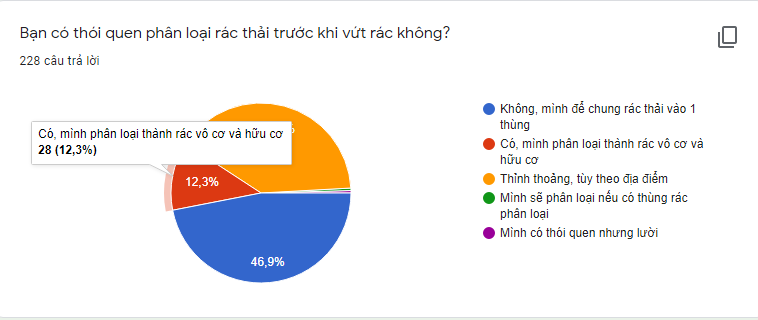 Bạn có thói quen phân loại rác thải trước khi vứt rác không?
228 câu trả lời
Có, mình phân loại thành rác vô cơ và hữu cơ
28 (12,3%)
%
12,3%
46,9%
Không, mình để chung rác thải vào 1
thùng
Có, mình phân loại thành rác vô cơ và
hữu cơ
Thỉnh thoảng, tùy theo địa điểm
Mình sẽ phân loại nếu có thùng rác
phân loại
Mình có thói quen nhưng lười